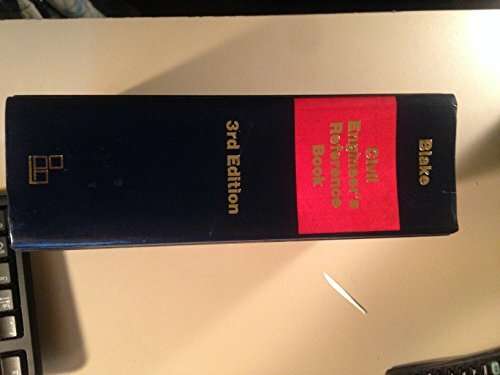 Blake
Civil
Engineer's
Reference
Book
3rd Edition